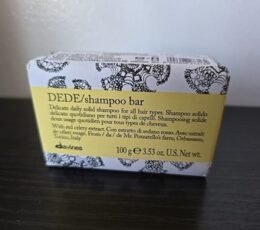 DEDE/shampoo bar
Delicate daily solid shampoo for all hair types. Shampoo solido
delicato quotidiano per tutti i tipi di capelli. Shampooing solide
doux usage quotidien pour tous types de cheveux.
With red celery extract. Con estratto di sedano rosso. Avec extrait
de céleri rouge. From / da / de Mr. Ponzatello's farm, Orbassano,
Torino, Italy
davines
100 g ℮ 3.53 oz. U.S. Net wt.